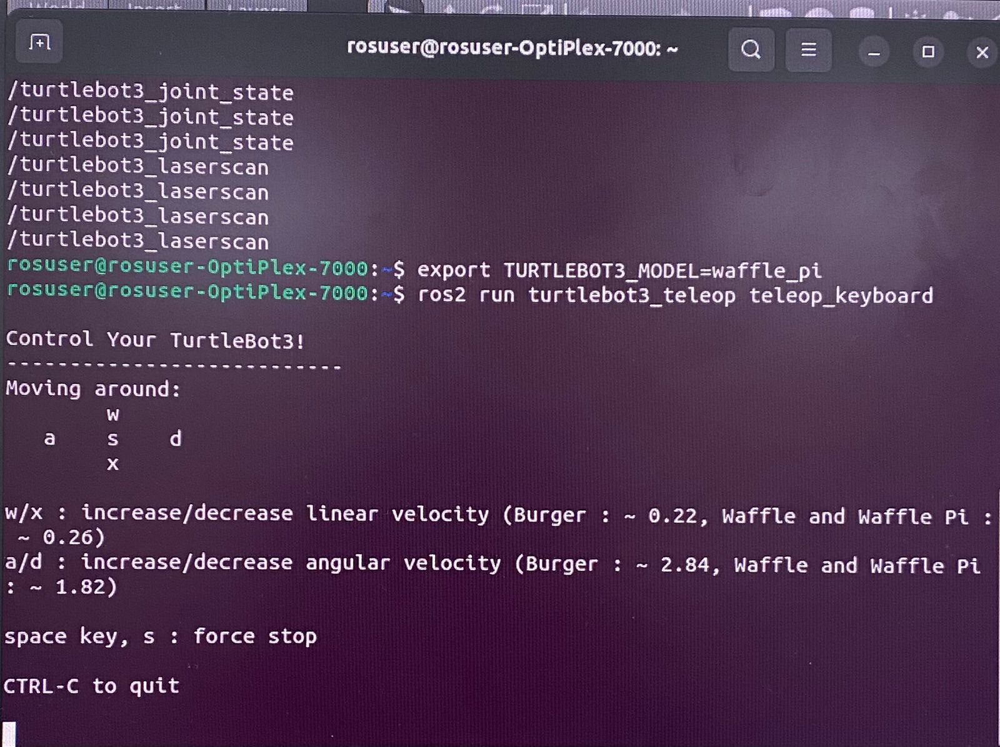 World Insert Layers
rosuser@rosuser-OptiPlex-7000: ~
/turtlebot3_joint_state
/turtlebot3_joint_state
/turtlebot3_joint_state
/turtlebot3_laserscan
/turtlebot3_laserscan
/turtlebot3_laserscan
/turtlebot3_laserscan
rosuser@rosuser-OptiPlex-7000:~$ export TURTLEBOT3_MODEL=waffle_pi
rosuser@rosuser-OptiPlex-7000:~$ ros2 run turtlebot3_teleop teleop_keyboard
Control Your TurtleBot3!
---------------------------
Moving around:
w
a s d
x
w/x : increase/decrease linear velocity (Burger : ~ 0.22, Waffle and Waffle Pi :
~ 0.26)
a/d : increase/decrease angular velocity (Burger : ~ 2.84, Waffle and Waffle Pi
: ~ 1.82)
space key, s : force stop
CTRL-C to quit